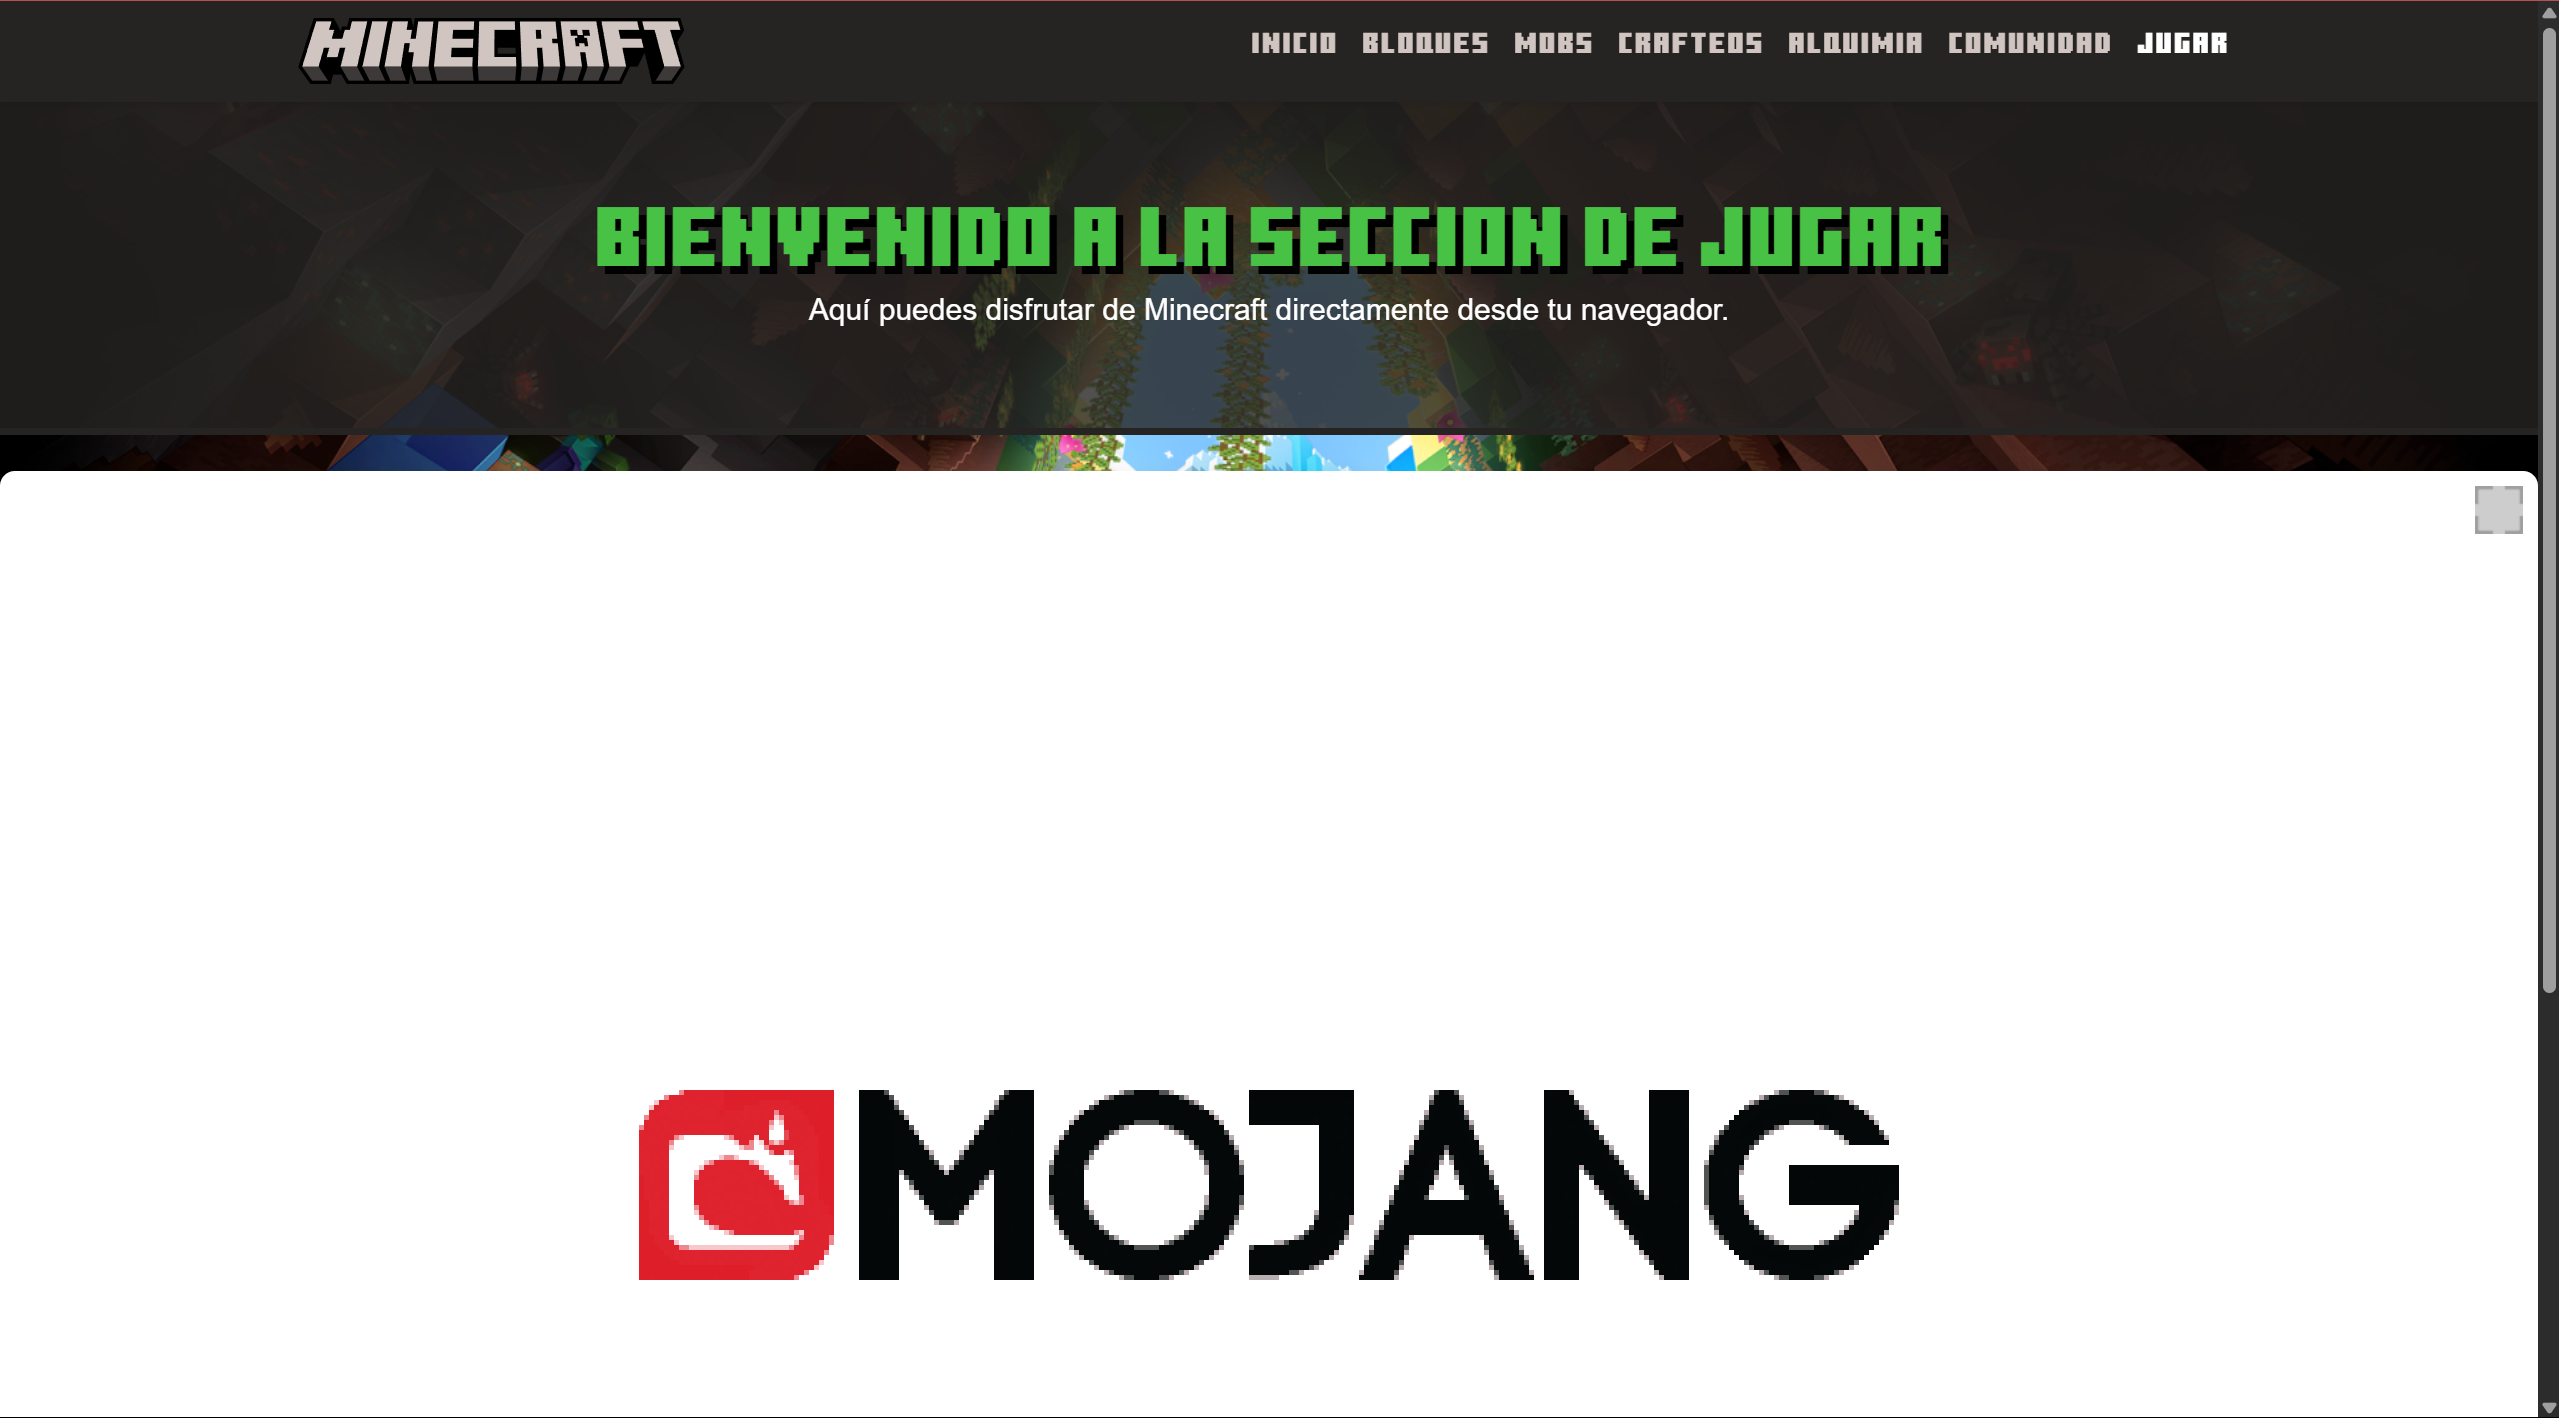 MINECRAFT
INICIO BLOQUES MOBS CRAFTEOS ALQUIMIA COMUNIDAD JUGAR
BIENVENIDO A LA SECCION DE JUGAR
Aquí puedes disfrutar de Minecraft directamente desde tu navegador.
MOJANG